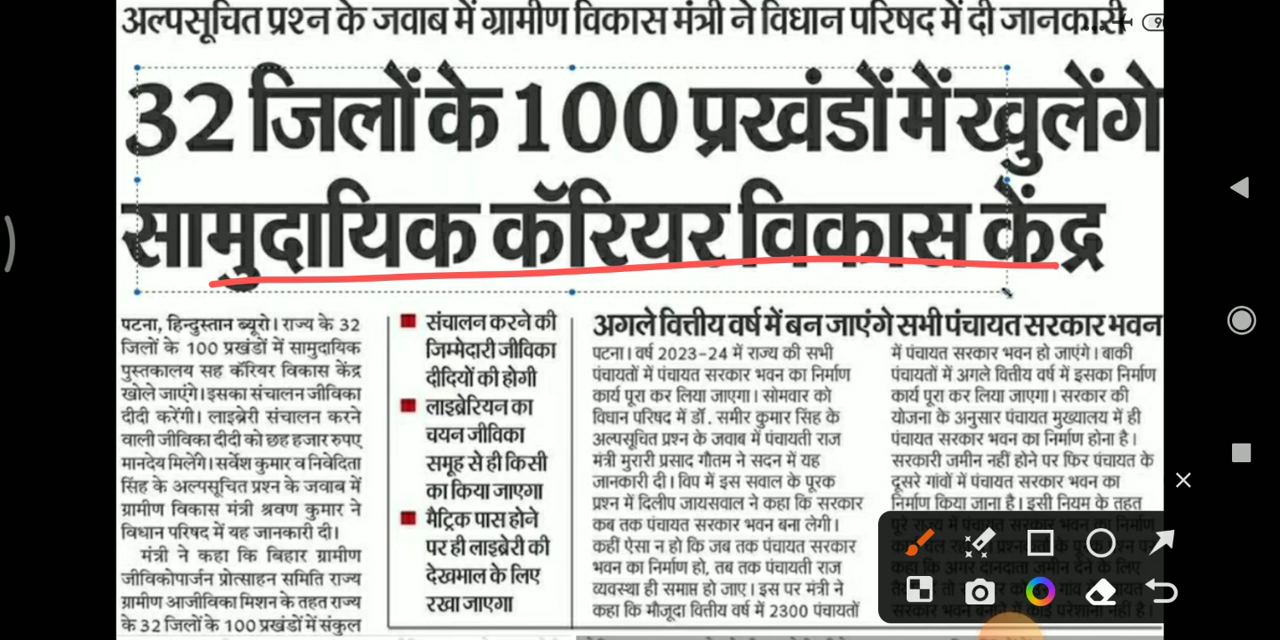 अल्पसूचित प्रश्न के जवाब में ग्रामीण विकास मंत्री ने विधान परिषद में दी जानकारी
32 जिलों के 100 प्रखंडों में खुलेंगे
सामुदायिक कॅरियर विकास केंद्र
पटना, हिन्दुस्तान ब्यूरो। राज्य के 32
जिलों के 100 प्रखंडों में सामुदायिक
पुस्तकालय सह कॅरियर विकास केंद्र
खोले जाएंगे। इसका संचालन जीविका
दीदी करेंगी। लाइब्रेरी संचालन करने
वाली जीविका दीदी को छह हजार रुपए
मानदेय मिलेंगे। सर्वेश कुमार व निवेदिता
सिंह के अल्पसूचित प्रश्न के जवाब में
ग्रामीण विकास मंत्री श्रवण कुमार ने
विधान परिषद में यह जानकारी दी।
मंत्री ने कहा कि बिहार ग्रामीण
जीविकोपार्जन प्रोत्साहन समिति राज्य
ग्रामीण आजीविका मिशन के तहत राज्य
के 32 जिलों के 100 प्रखंडों में संकुल
संचालन करने की
जिम्मेदारी जीविका
दीदियों की होगी
लाइब्रेरियन का
चयन जीविका
समूह से ही किसी
का किया जाएगा
मैट्रिक पास होने
पर ही लाइब्रेरी की
देखभाल के लिए
रखा जाएगा
अगले वित्तीय वर्ष में बन जाएंगे सभी पंचायत सरकार भवन
पटना। वर्ष 2023-24 में राज्य की सभी
पंचायतों में पंचायत सरकार भवन का निर्माण
कार्य पूरा कर लिया जाएगा। सोमवार को
विधान परिषद में डॉ. समीर कुमार सिंह के
अल्पसूचित प्रश्न के जवाब में पंचायती राज
मंत्री मुरारी प्रसाद गौतम ने सदन में यह
जानकारी दी। विप में इस सवाल के पूरक
प्रश्न में दिलीप जायसवाल ने कहा कि सरकार
कब तक पंचायत सरकार भवन बना लेगी।
कहीं ऐसा न हो कि जब तक पंचायत सरकार
भवन का निर्माण हो, तब तक पंचायती राज
व्यवस्था ही समाप्त हो जाए। इस पर मंत्री ने
कहा कि मौजूदा वित्तीय वर्ष में 2300 पंचायतों
में पंचायत सरकार भवन हो जाएंगे। बाकी
पंचायतों में अगले वित्तीय वर्ष में इसका निर्माण
कार्य पूरा कर लिया जाएगा। सरकार की
योजना के अनुसार पंचायत मुख्यालय में ही
पंचायत सरकार भवन का निर्माण होना है।
सरकारी जमीन नहीं होने पर फिर पंचायत के
दूसरे गांवों में पंचायत सरकार भवन का
निर्माण किया जाना है। इसी नियम के तहत
पूरे राज्य में पंचायत सरकार भवन का निर्माण
कहा कि अगर दानदाता जमीन देने के लिए